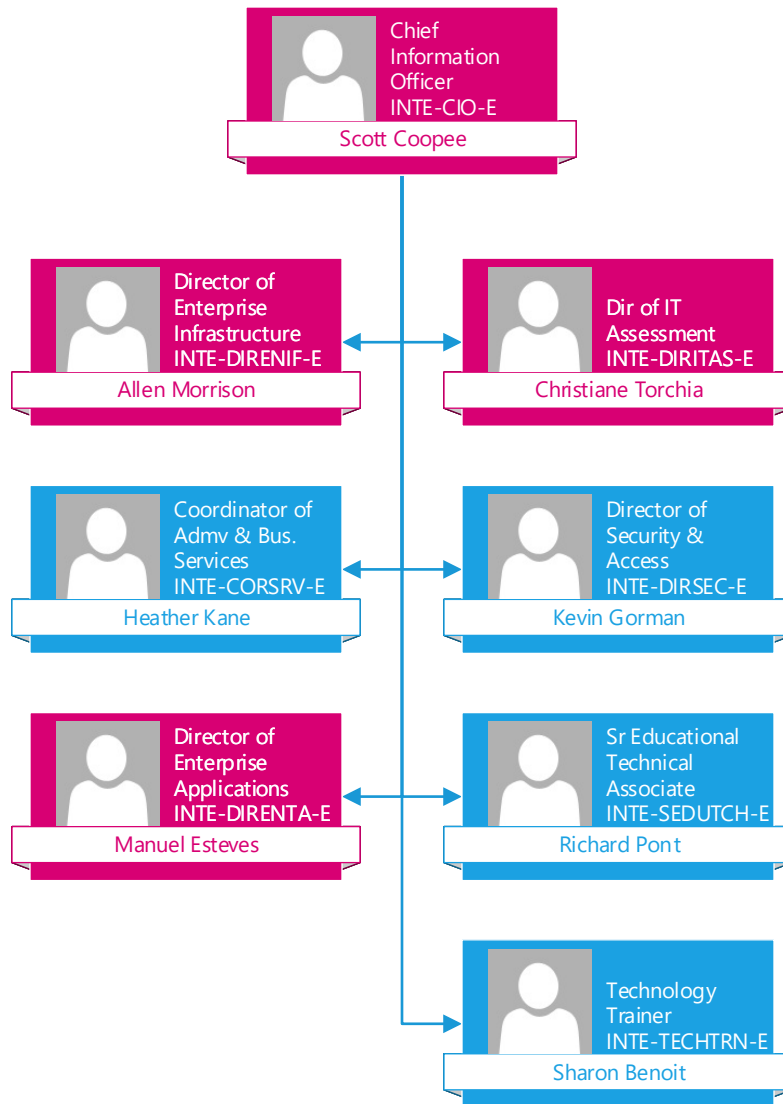 Chief
Information
Officer
INTE-CIO-E
Scott Coopee
Director of
Enterprise
Infrastructure
INTE-DIRENIF-E
Allen Morrison
Dir of IT
Assessment
INTE-DIRITAS-E
Christiane Torchia
Coordinator of
Admv & Bus.
Services
INTE-CORSRV-E
Heather Kane
Director of
Security &
Access
INTE-DIRSEC-E
Kevin Gorman
Director of
Enterprise
Applications
INTE-DIRENTA-E
Manuel Esteves
Sr Educational
Technical
Associate
INTE-SEDUTCH-E
Richard Pont
Technology
Trainer
INTE-TECHTRN-E
Sharon Benoit